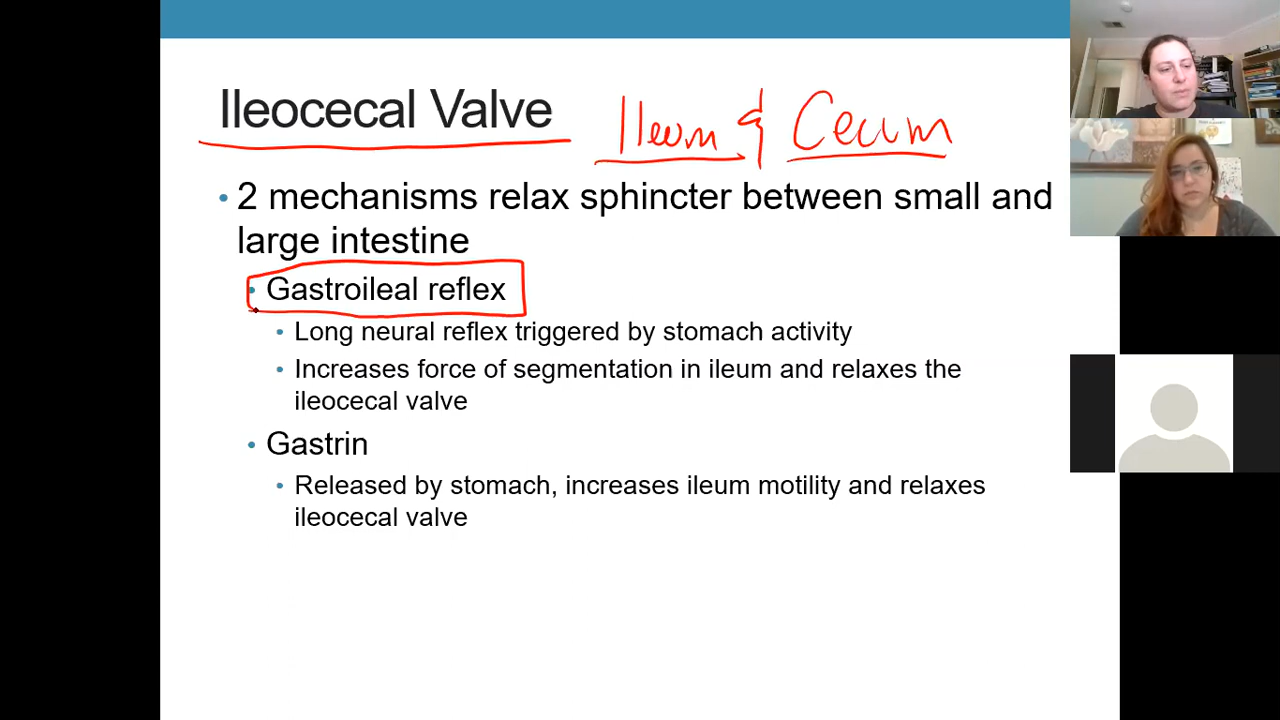 Ileocecal Valve Ileum & Cecum
• 2 mechanisms relax sphincter between small and
large intestine
• Gastroileal reflex
• Long neural reflex triggered by stomach activity
• Increases force of segmentation in ileum and relaxes the
ileocecal valve
• Gastrin
• Released by stomach, increases ileum motility and relaxes
ileocecal valve